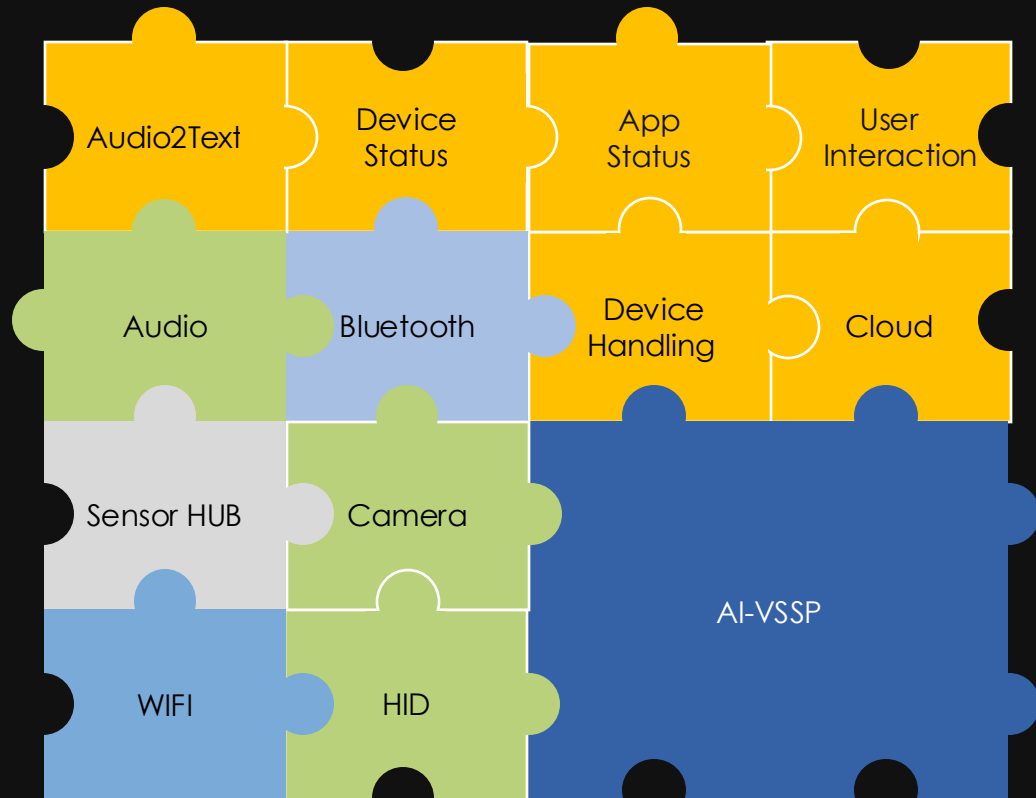 Audio2Text
Device
Status
App
Status
User
Interaction
Audio
Bluetooth
Device
Handling
Cloud
Sensor HUB
Camera
AI-VSSP
WIFI
HID